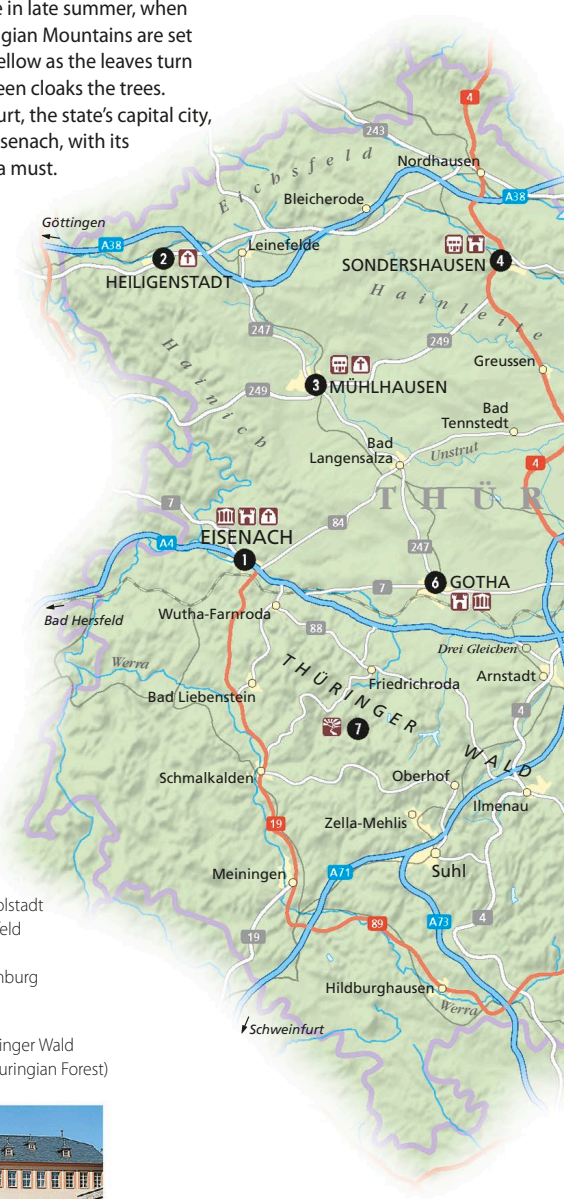 e in late summer, when
gian Mountains are set
ellow as the leaves turn
een cloaks the trees.
urt, the state's capital city,
isenach, with its
a must.
4
243
Eichsfeld
Nordhausen
Bleicherode
A38
Göttingen
A38
Leinefelde
2
HEILIGENSTADT
SONDERSHAUSEN
4
Hainleite
247
249
Hainich
3
MÜHLHAUSEN
Greussen
249
Bad
Tennstedt
Bad
Langensalza
Unstrut
4
THÜR
7
84
EISENACH
A4
1
247
6
GOTHA
7
Bad Hersfeld
Wutha-Farnroda
88
Drei Gleichen
Werra
THÜRINGER WALD
Friedrichroda
Arnstadt
Bad Liebenstein
4
7
Schmalkalden
Oberhof
Ilmenau
19
Zella-Mehlis
Suhl
Meiningen
A71
olstadt
feld
19
89
A73
4
nburg
Hildburghausen
Werra
Schweinfurt
inger Wald
uringian Forest)